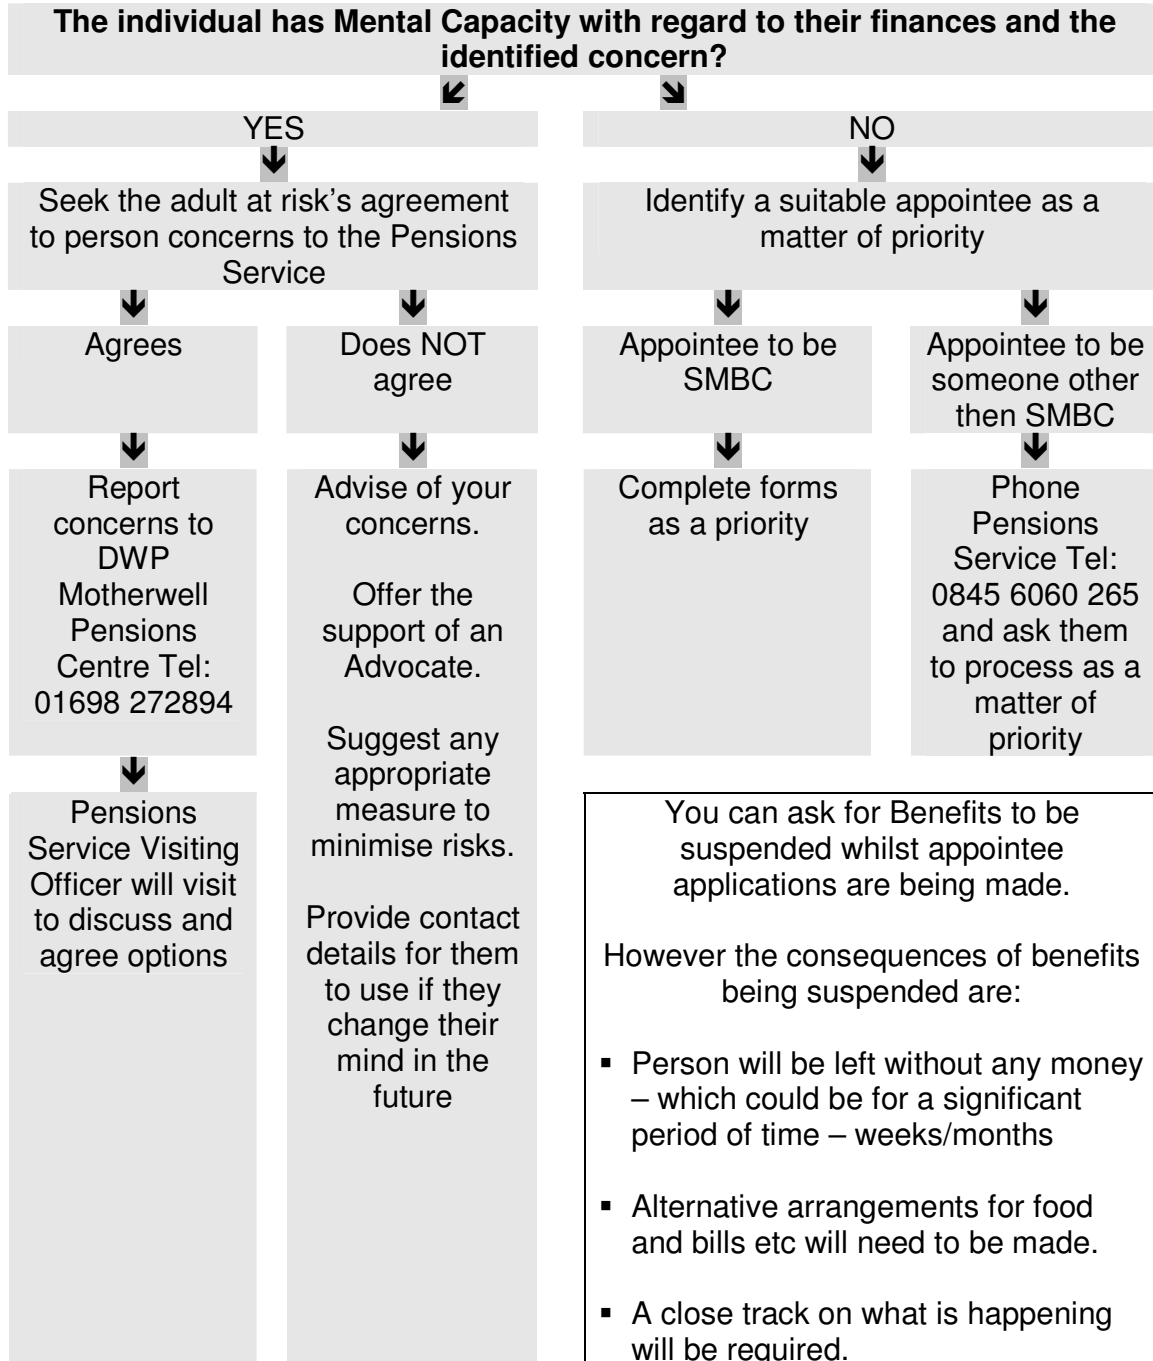 The individual has Mental Capacity with regard to their finances and the
identified concern?
YES
NO
Seek the adult at risk's agreement
to person concerns to the Pensions
Service
Identify a suitable appointee as a
matter of priority
Agrees
Does NOT
agree
Appointee to be
SMBC
Appointee to be
someone other
then SMBC
Report
concerns to
DWP
Motherwell
Pensions
Centre Tel:
01698 272894
Advise of your
concerns.
Offer the
support of an
Advocate.
Suggest any
appropriate
measure to
minimise risks.
Provide contact
details for them
to use if they
change their
mind in the
future
Complete forms
as a priority
Phone
Pensions
Service Tel:
0845 6060 265
and ask them
to process as a
matter of
priority
Pensions
Service Visiting
Officer will visit
to discuss and
agree options
You can ask for Benefits to be
suspended whilst appointee
applications are being made.
However the consequences of benefits
being suspended are:
▪ Person will be left without any money
– which could be for a significant
period of time – weeks/months
▪ Alternative arrangements for food
and bills etc will need to be made.
▪ A close track on what is happening
will be required.